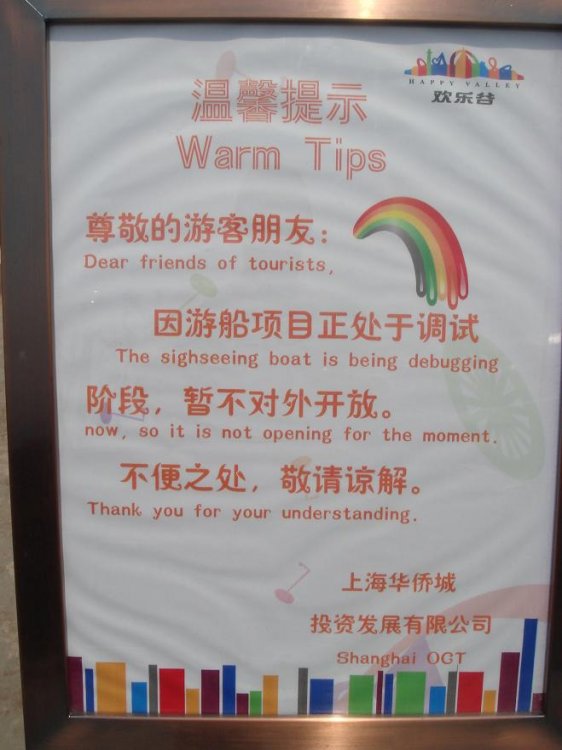 HAPPY VALLEY
欢乐谷
温馨提示
Warm Tips
尊敬的游客朋友：
Dear friends of tourists,
因游船项目正处于调试
The sighseeing boat is being debugging
阶段，暂不对外开放。
now, so it is not opening for the moment.
不便之处，敬请谅解。
Thank you for your understanding.
上海华侨城
投资发展有限公司
Shanghai OCT